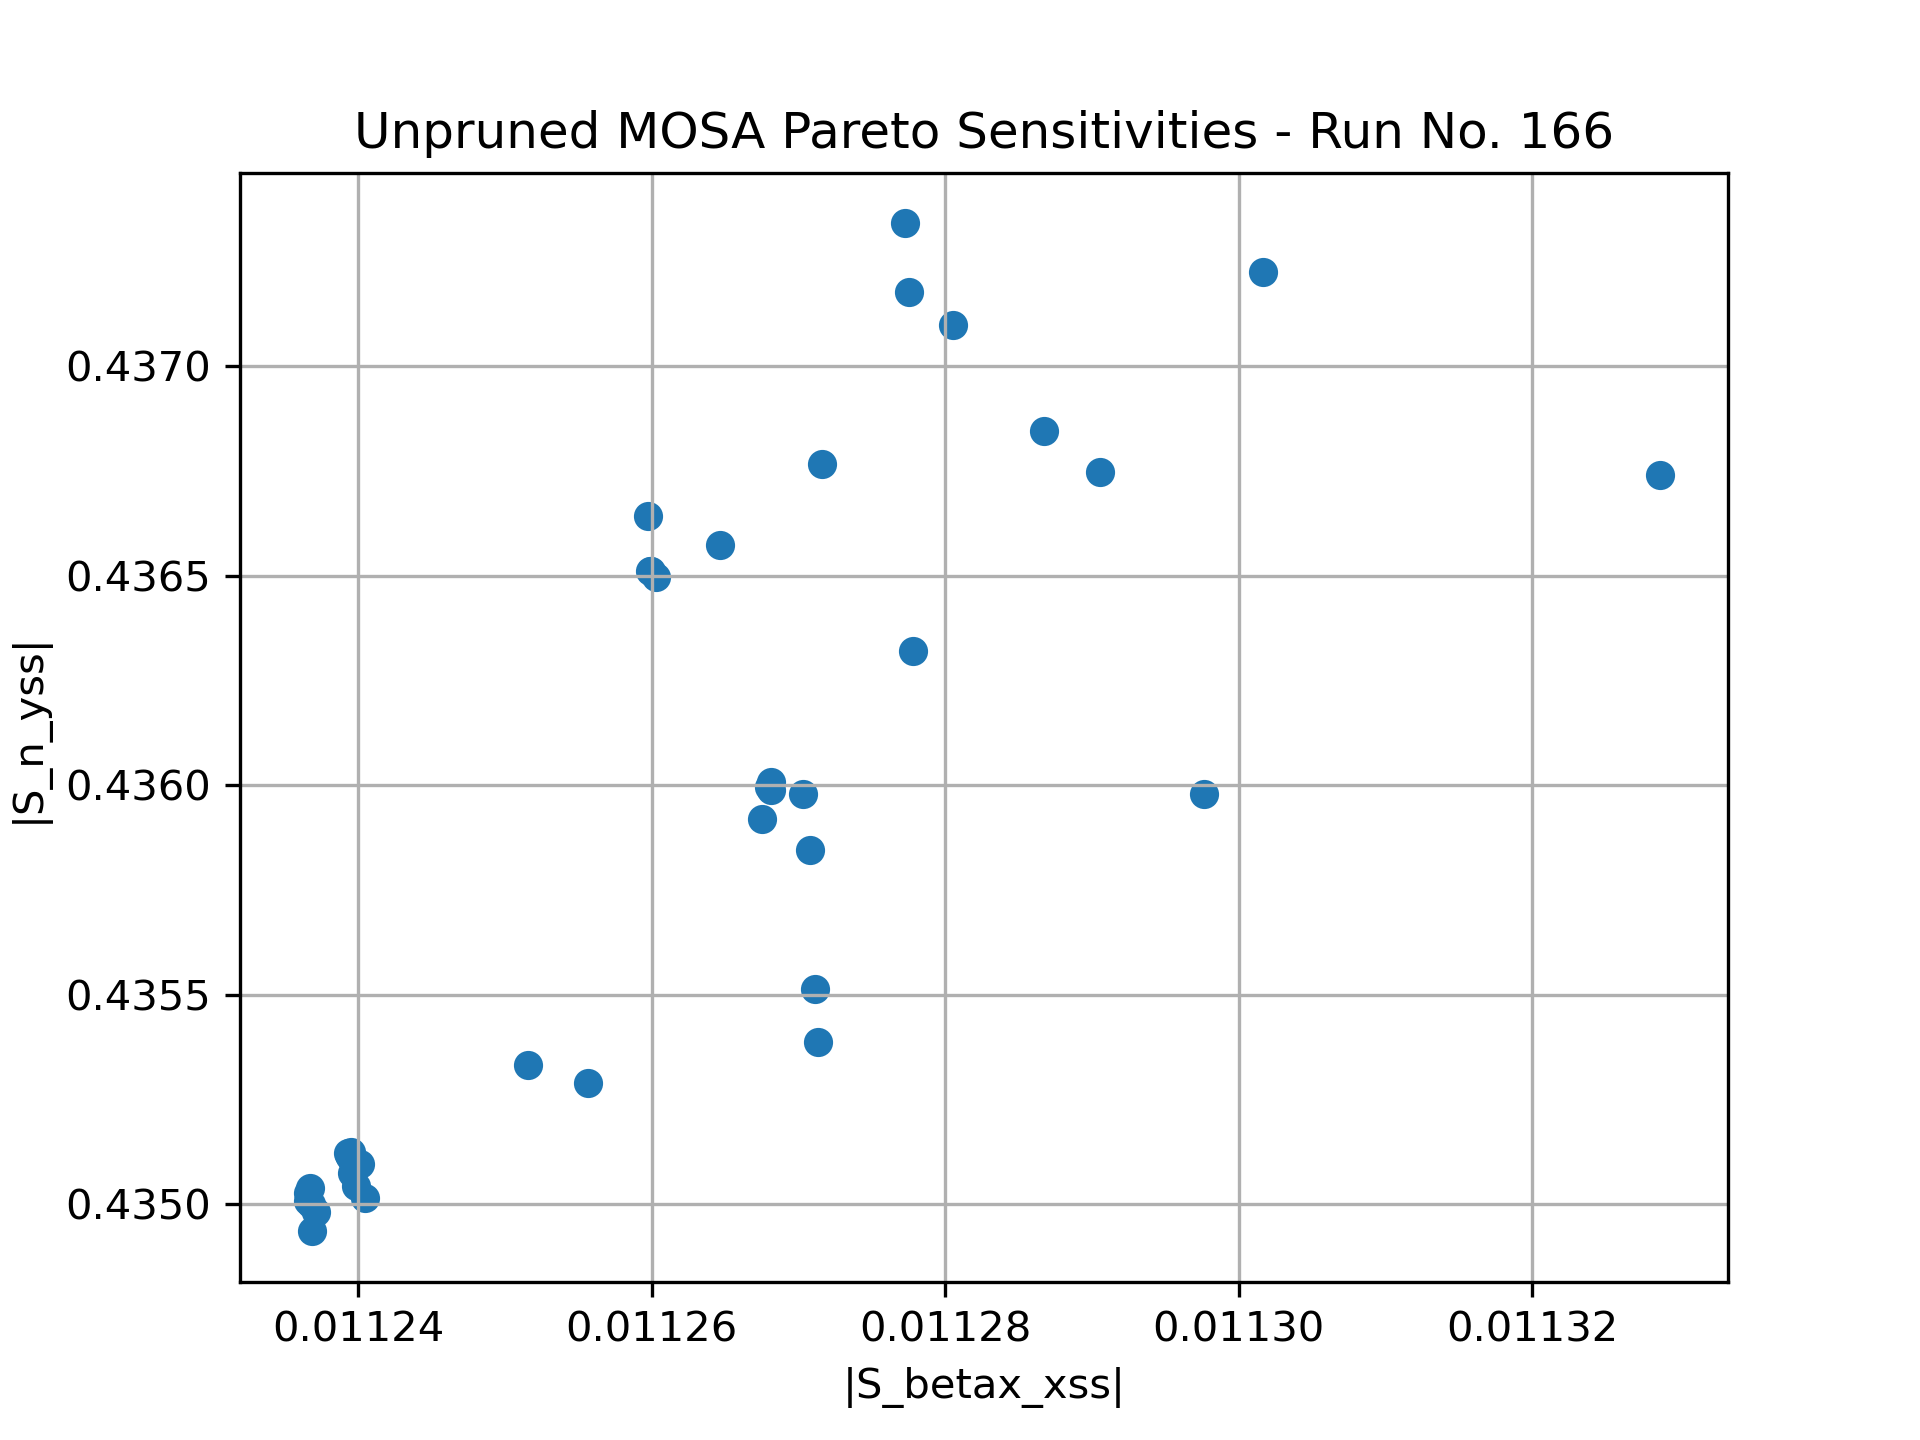 Unpruned MOSA Pareto Sensitivities - Run No. 166
|S_n_yss|
0.4370
0.4365
0.4360
0.4355
0.4350
0.01124 0.01126 0.01128 0.01130 0.01132
|S_betax_xss|